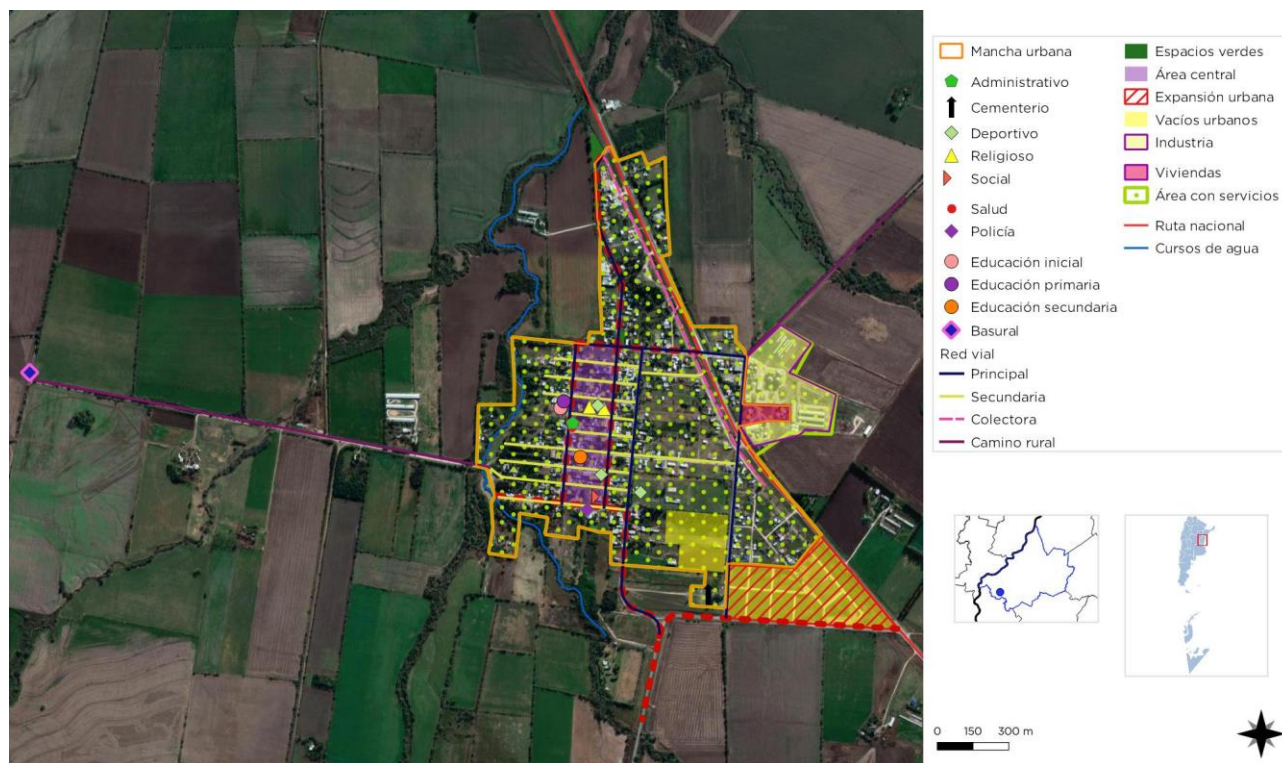 Mancha urbana
Administrativo
Cementerio
Deportivo
Religioso
Social
Salud
Policía
Educación inicial
Educación primaria
Educación secundaria
Basural
Red vial
Principal
Secundaria
Colectora
Camino rural
Espacios verdes
Área central
Expansión urbana
Vacíos urbanos
Industria
Viviendas
Área con servicios
Ruta nacional
Cursos de agua
0 150 300 m